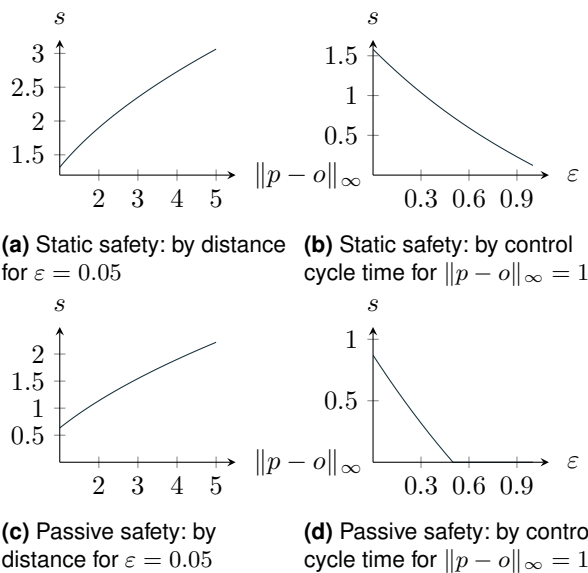 s
3
2.5
2
1.5
2 3 4 5
∥p − o∥∞
s
1.5
1
0.5
0.3 0.6 0.9
ε
(a) Static safety: by distance
for ε = 0.05
(b) Static safety: by control
cycle time for ∥p − o∥∞ = 1
s
2
1.5
1
0.5
2 3 4 5
∥p − o∥∞
s
1
0.5
0.3 0.6 0.9
ε
(c) Passive safety: by
distance for ε = 0.05
(d) Passive safety: by contro
cycle time for ∥p − o∥∞ = 1